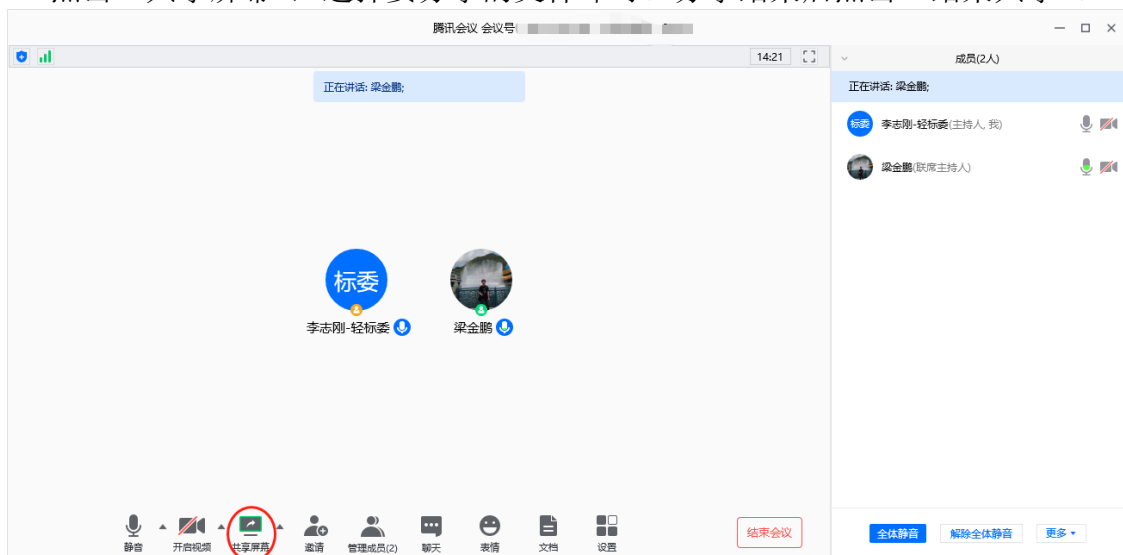 腾讯会议 会议号:
14:21
成员(2人)
正在讲话: 梁金鹏;
正在讲话: 梁金鹏;
标委 李志刚-轻标委(主持人, 我)
梁金鹏(联席主持人)
标委
李志刚-轻标委 梁金鹏
静音 开启视频 共享屏幕 邀请 管理成员(2) 聊天 表情 文档 设置
结束会议
全体静音 解除全体静音 更多